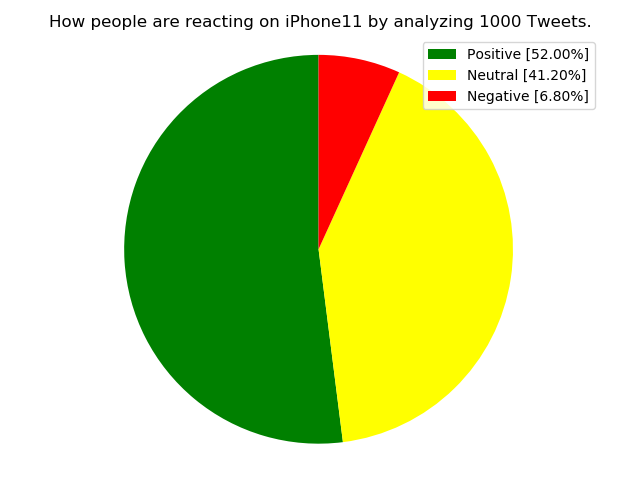 How people are reacting on iPhone11 by analyzing 1000 Tweets.
Positive [52.00%]
Neutral [41.20%]
Negative [6.80%]